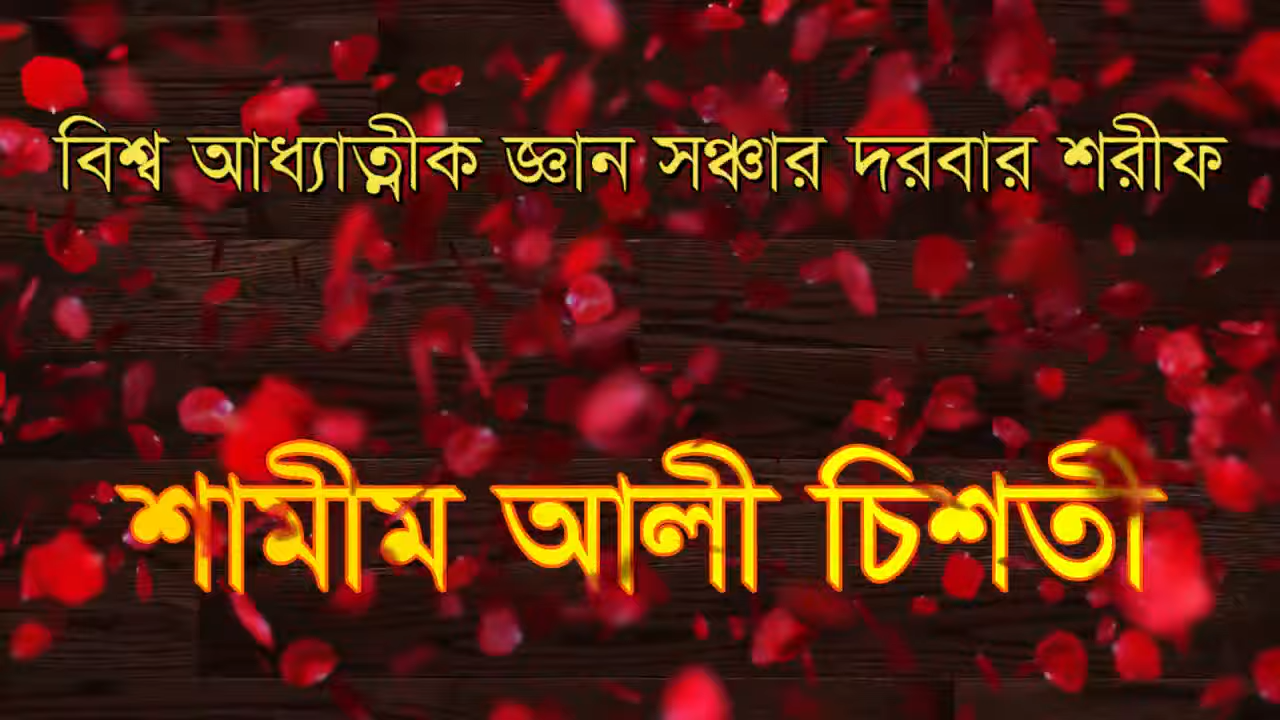 বিশ্ব আধ্যাত্নীক জ্ঞান সঞ্চার দরবার শরীফ
শামীম আলী চিশতী